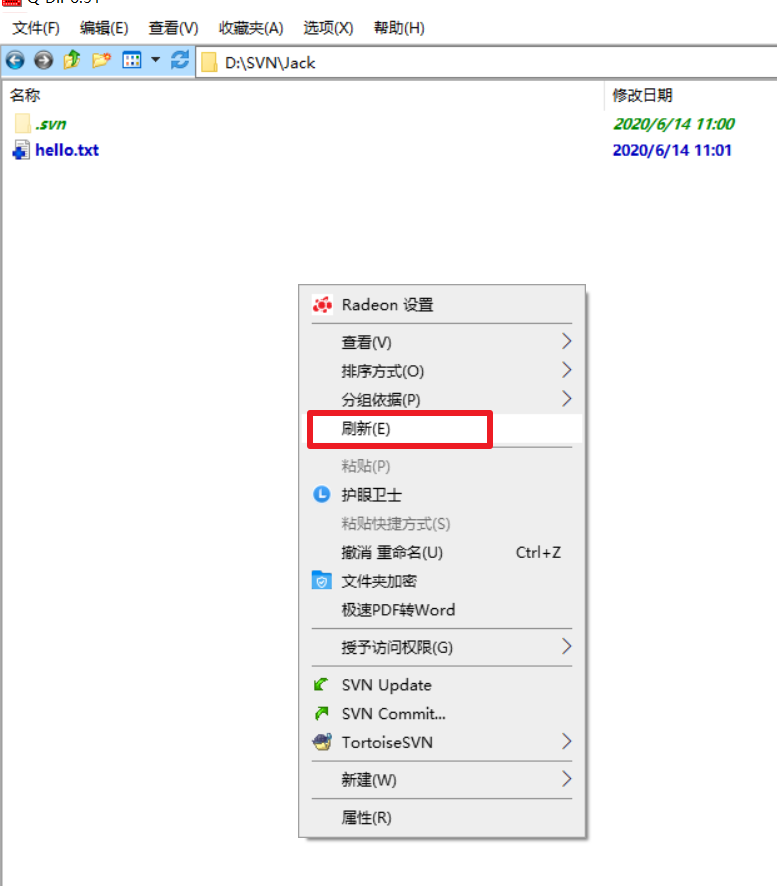 文件(F) 编辑(E) 查看(V) 收藏夹(A) 选项(X) 帮助(H)
D:\SVN\Jack
名称 修改日期
.svn 2020/6/14 11:00
hello.txt 2020/6/14 11:01
Radeon 设置
查看(V)
排序方式(O)
分组依据(P)
刷新(E)
粘贴(P)
护眼卫士
粘贴快捷方式(S)
撤消 重命名(U) Ctrl+Z
文件夹加密
极速PDF转Word
授予访问权限(G)
SVN Update
SVN Commit...
TortoiseSVN
新建(W)
属性(R)